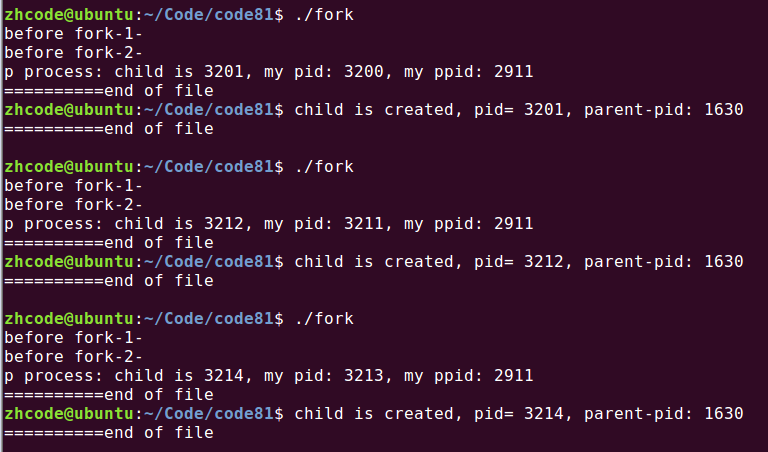 zhcode@ubuntu:~/Code/code81$ ./fork
before fork-1-
before fork-2-
p process: child is 3201, my pid: 3200, my ppid: 2911
==========end of file
zhcode@ubuntu:~/Code/code81$ child is created, pid= 3201, parent-pid: 1630
==========end of file

zhcode@ubuntu:~/Code/code81$ ./fork
before fork-1-
before fork-2-
p process: child is 3212, my pid: 3211, my ppid: 2911
==========end of file
zhcode@ubuntu:~/Code/code81$ child is created, pid= 3212, parent-pid: 1630
==========end of file

zhcode@ubuntu:~/Code/code81$ ./fork
before fork-1-
before fork-2-
p process: child is 3214, my pid: 3213, my ppid: 2911
==========end of file
zhcode@ubuntu:~/Code/code81$ child is created, pid= 3214, parent-pid: 1630
==========end of file